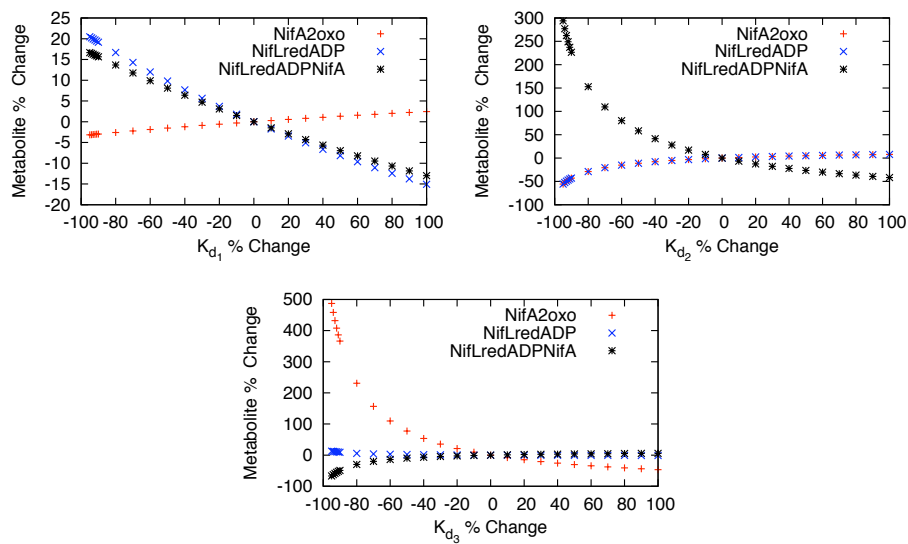 Metabolite % Change
25
20
15
10
5
0
-5
-10
-15
-20
NifA2oxo
NifLredADP
NifLredADPNifA
-100 -80 -60 -40 -20 0 20 40 60 80 100
Kd1 % Change
Metabolite % Change
300
250
200
150
100
50
0
-50
-100
NifA2oxo
NifLredADP
NifLredADPNifA
-100 -80 -60 -40 -20 0 20 40 60 80 100
Kd2 % Change
Metabolite % Change
500
400
300
200
100
0
-100
NifA2oxo
NifLredADP
NifLredADPNifA
-100 -80 -60 -40 -20 0 20 40 60 80 100
Kd3 % Change